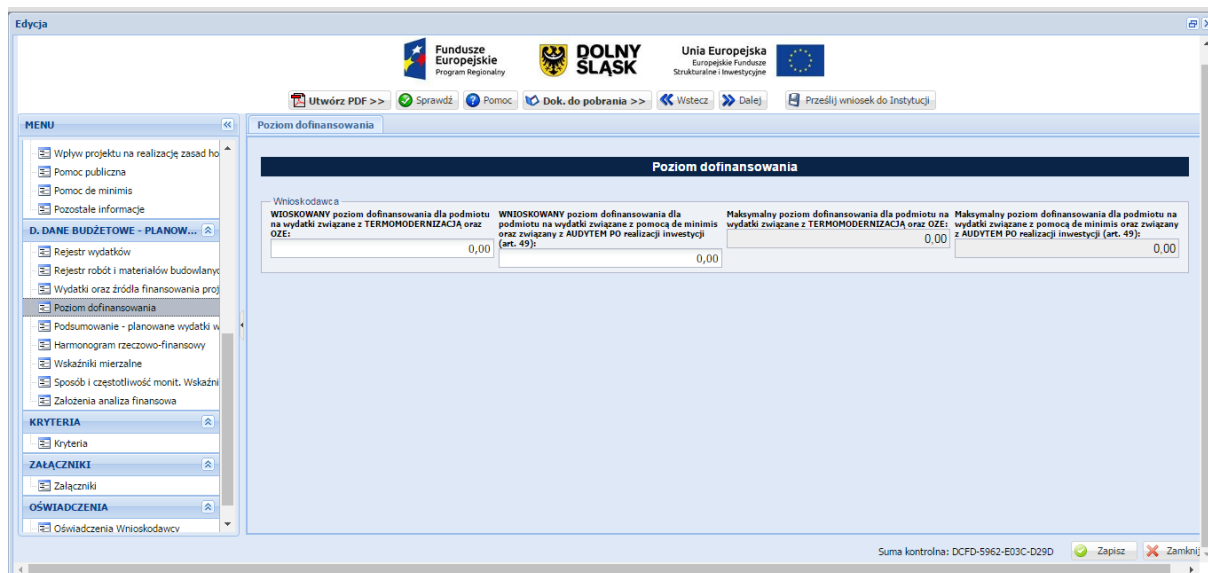 Edycja
Fundusze
Europejskie
Program Regionalny
DOLNY
ŚLĄSK
Unia Europejska
Europejskie Fundusze
Strukturalne i Inwestycyjne
Utwórz PDF >>
Sprawdź
Pomoc
Dok. do pobrania >>
Wstecz
Dalej
Prześlij wniosek do Instytucji
MENU
Wpływ projektu na realizację zasad ho
Pomoc publiczna
Pomoc de minimis
Pozostałe informacje
D. DANE BUDŻETOWE - PLANOW...
Rejestr wydatków
Rejestr robót i materiałów budowlanyc
Wydatki oraz źródła finansowania proj
Poziom dofinansowania
Podsumowanie - planowane wydatki w
Harmonogram rzeczowo-finansowy
Wskaźniki mierzalne
Sposób i częstotliwość monit. Wskaźni
Założenia analiza finansowa
KRYTERIA
Kryteria
ZAŁĄCZNIKI
Załączniki
OŚWIADCZENIA
Oświadczenia Wnioskodawcy
Poziom dofinansowania
Poziom dofinansowania
Wnioskodawca
WIOSKOWANY poziom dofinansowania dla podmiotu
na wydatki związane z TERMOMODERNIZACJĄ oraz
OZE:
0,00
WNIOSKOWANY poziom dofinansowania dla
podmiotu na wydatki związane z pomocą de minimis
oraz związany z AUDYTEM PO realizacji inwestycji
(art. 49):
0,00
Maksymalny poziom dofinansowania dla podmiotu na
wydatki związane z TERMOMODERNIZACJĄ oraz OZE:
0,00
Maksymalny poziom dofinansowania dla podmiotu na
wydatki związane z pomocą de minimis oraz związany
z AUDYTEM PO realizacji inwestycji (art. 49):
0,00
Suma kontrolna: DCFD-5962-E03C-D29D
Zapisz
Zamknij